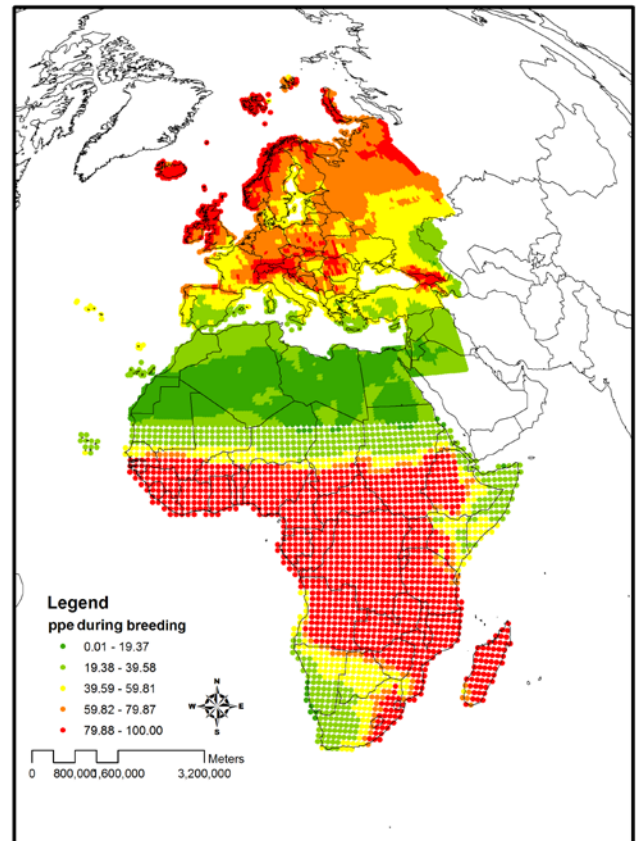 Legend
ppe during breeding
0.01 - 19.37
19.38 - 39.58
39.59 - 59.81
59.82 - 79.87
79.88 - 100.00
N
W E
S
Meters
0 800,000 1,600,000 3,200,000